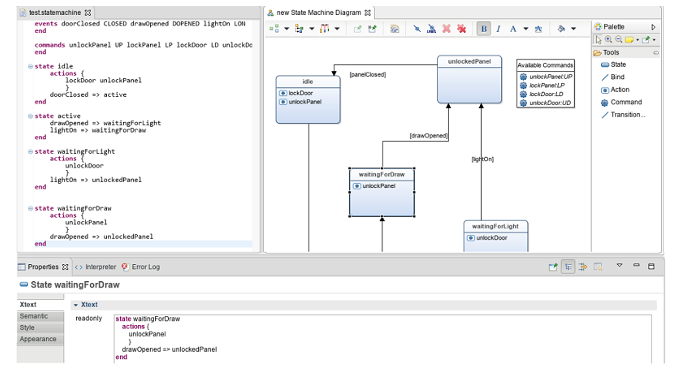 test.statemachine
events doorClosed CLOSED drawOpened DOPENED lightOn LON
end
commands unlockPanel UP lockPanel LP lockDoor LD unlockDo
end
state idle
actions {
lockDoor unlockPanel
}
doorClosed => active
end
state active
drawOpened => waitingForLight
lightOn => waitingForDraw
end
state waitingForLight
actions {
unlockDoor
}
lightOn => unlockedPanel
end
state waitingForDraw
actions {
unlockPanel
}
drawOpened => unlockedPanel
end
new State Machine Diagram
B I A
unlockedPanel
[panelClosed]
idle
lockDoor
unlockPanel
Available Commands
unlockPanel:UP
lockPanel:LP
lockDoor:LD
unlockDoor:UD
[drawOpened]
[lightOn]
waitingForDraw
unlockPanel
waitingForLight
unlockDoor
Palette
Tools
State
Bind
Action
Command
Transition...
Properties
Interpreter
Error Log
State waitingForDraw
Xtext
Semantic
Style
Appearance
Xtext
readonly
state waitingForDraw
actions {
unlockPanel
}
drawOpened => unlockedPanel
end